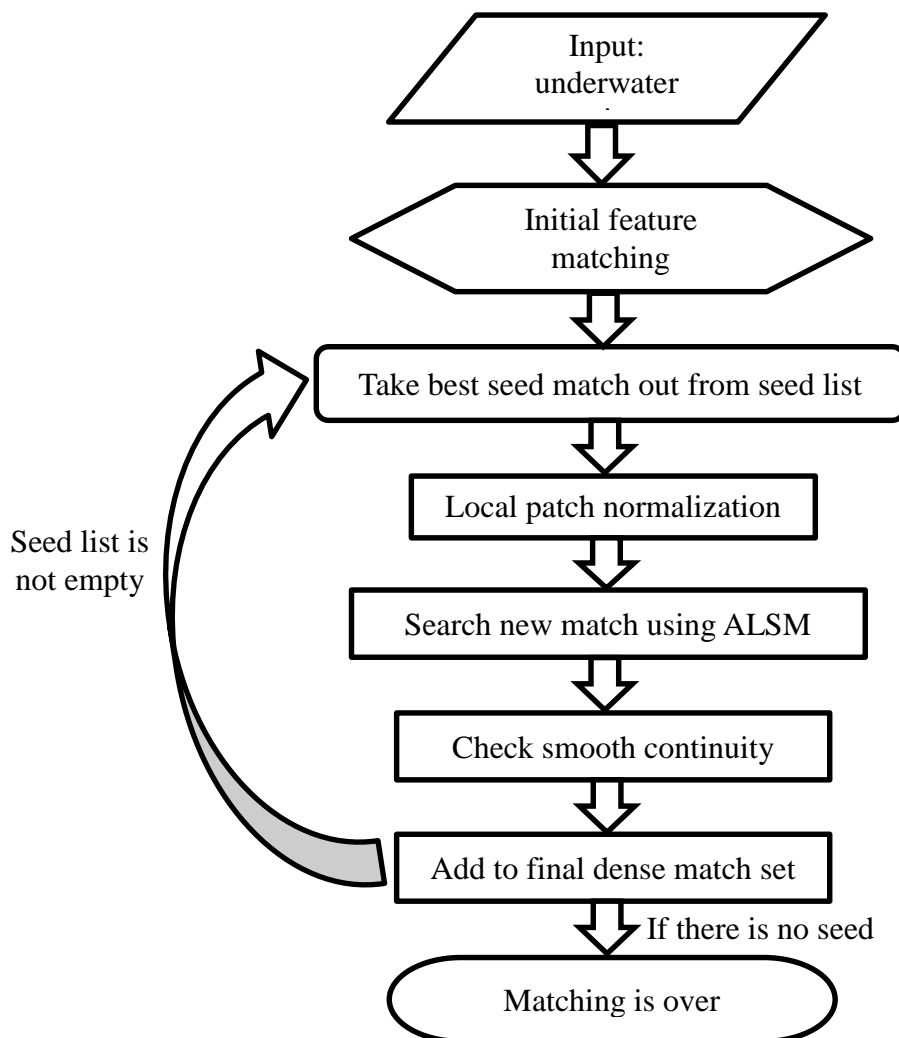 Input:
underwater
Initial feature
matching
Take best seed match out from seed list
Local patch normalization
Seed list is
not empty
Search new match using ALSM
Check smooth continuity
Add to final dense match set
If there is no seed
Matching is over